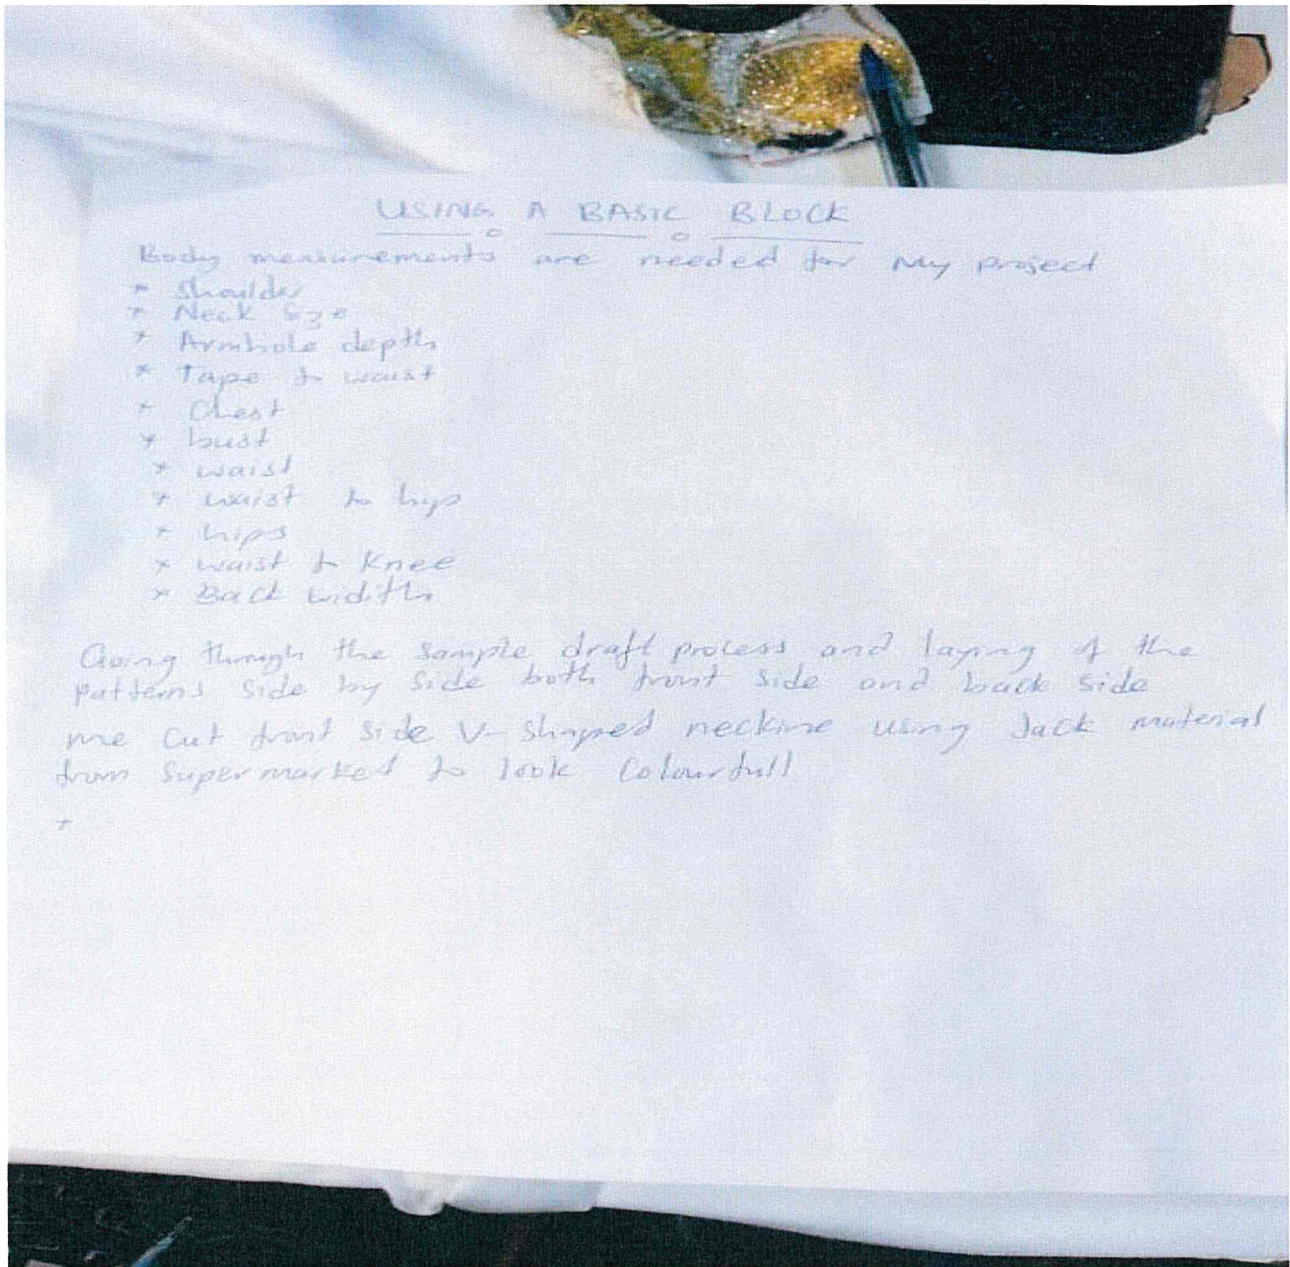 USING A BASIC BLOCK
Body measurements are needed for My project
* Shoulder
* Neck Size
* Armhole depth
* Tape to waist
* Chest
* bust
* waist
* waist to hips
* hips
* waist to Knee
* Back widith
Going through the sample draft process and laying of the
patterns side by side both front side and back side
me cut front side V-shaped neckine using Jack material
from Supermarked to look Colourfull
+